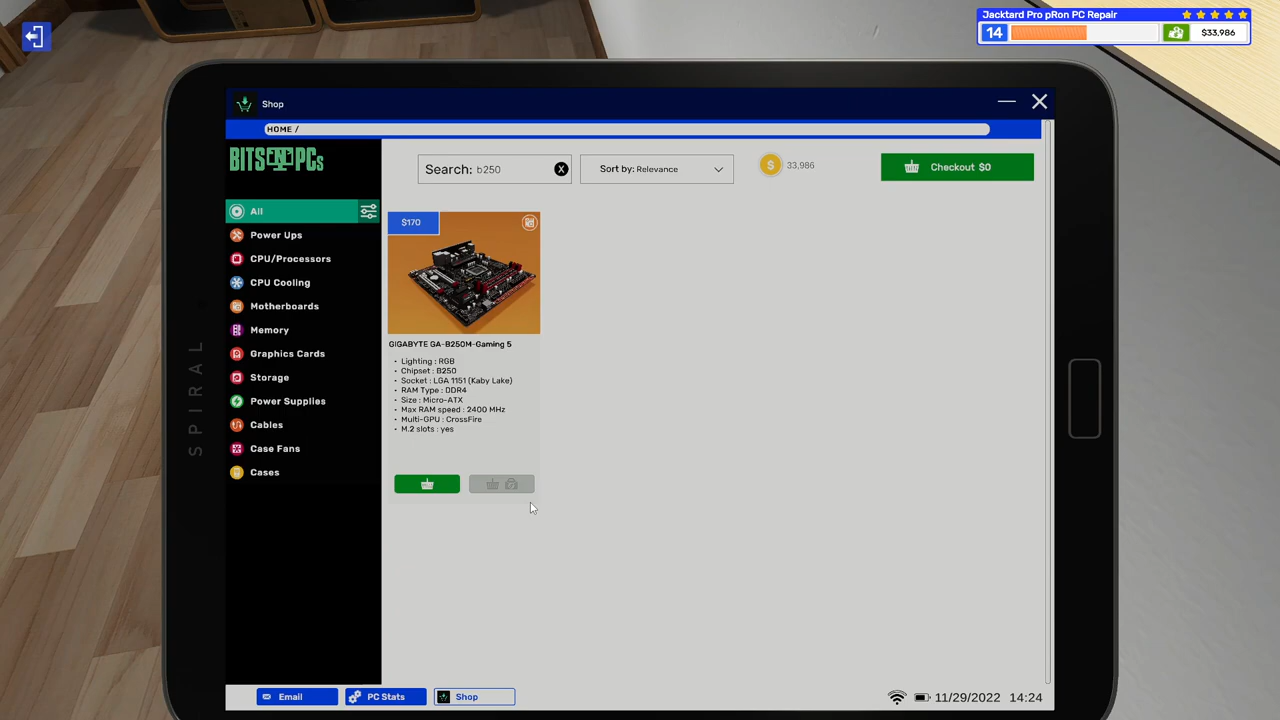 Jacktard Pro pRon PC Repair
14
$33,986
Shop
HOME /
BITS N PCs
Search: b250
X
Sort by: Relevance
$ 33,986
Checkout $0
All
Power Ups
CPU/Processors
CPU Cooling
Motherboards
Memory
Graphics Cards
Storage
Power Supplies
Cables
Case Fans
Cases
$170
GIGABYTE GA-B250M-Gaming 5
• Lighting : RGB
• Chipset : B250
• Socket : LGA 1151 (Kaby Lake)
• RAM Type : DDR4
• Size : Micro-ATX
• Max RAM speed : 2400 MHz
• Multi-GPU : CrossFire
• M.2 slots : yes
SPIRAL
Email
PC Stats
Shop
11/29/2022 14:24